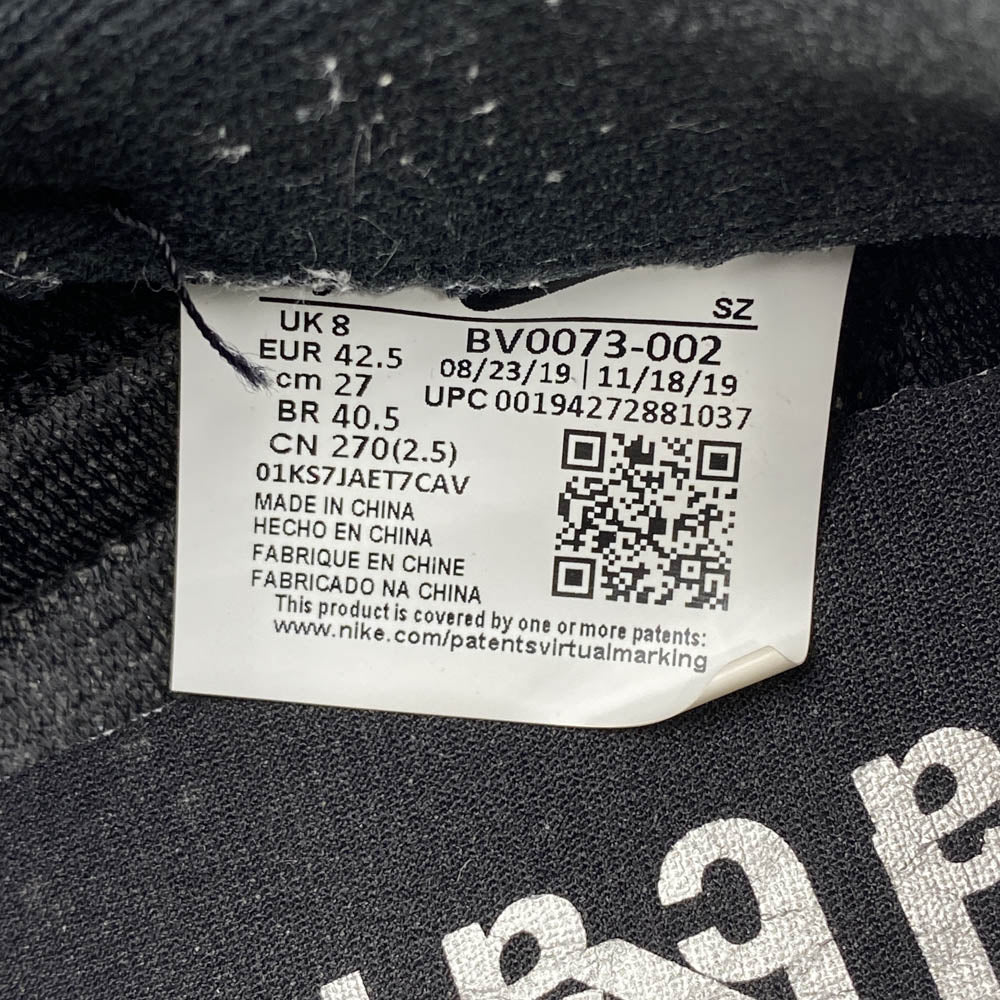 SZ
UK 8
BV0073-002
EUR 42.5
08/23/19 | 11/18/19
cm 27
UPC 00194272881037
BR 40.5
CN 270(2.5)
01KS7JAET7CAV
MADE IN CHINA
HECHO EN CHINA
FABRIQUE EN CHINE
FABRICADO NA CHINA
This product is covered by one or more patents:
www.nike.com/patentsvirtualmarking